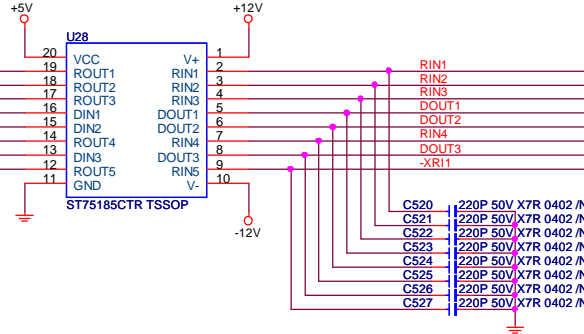 +5V
+12V
U28
20 VCC V+ 1
19 ROUT1 RIN1 2 RIN1
18 ROUT2 RIN2 3 RIN2
17 ROUT3 RIN3 4 RIN3
16 DIN1 DOUT1 5 DOUT1
15 DIN2 DOUT2 6 DOUT2
14 ROUT4 RIN4 7 RIN4
13 DIN3 DOUT3 8 DOUT3
12 ROUT5 RIN5 9 -XRI1
11 GND V- 10
ST75185CTR TSSOP
-12V
C520 220P 50V X7R 0402 /N
C521 220P 50V X7R 0402 /N
C522 220P 50V X7R 0402 /N
C523 220P 50V X7R 0402 /N
C524 220P 50V X7R 0402 /N
C525 220P 50V X7R 0402 /N
C526 220P 50V X7R 0402 /N
C527 220P 50V X7R 0402 /N